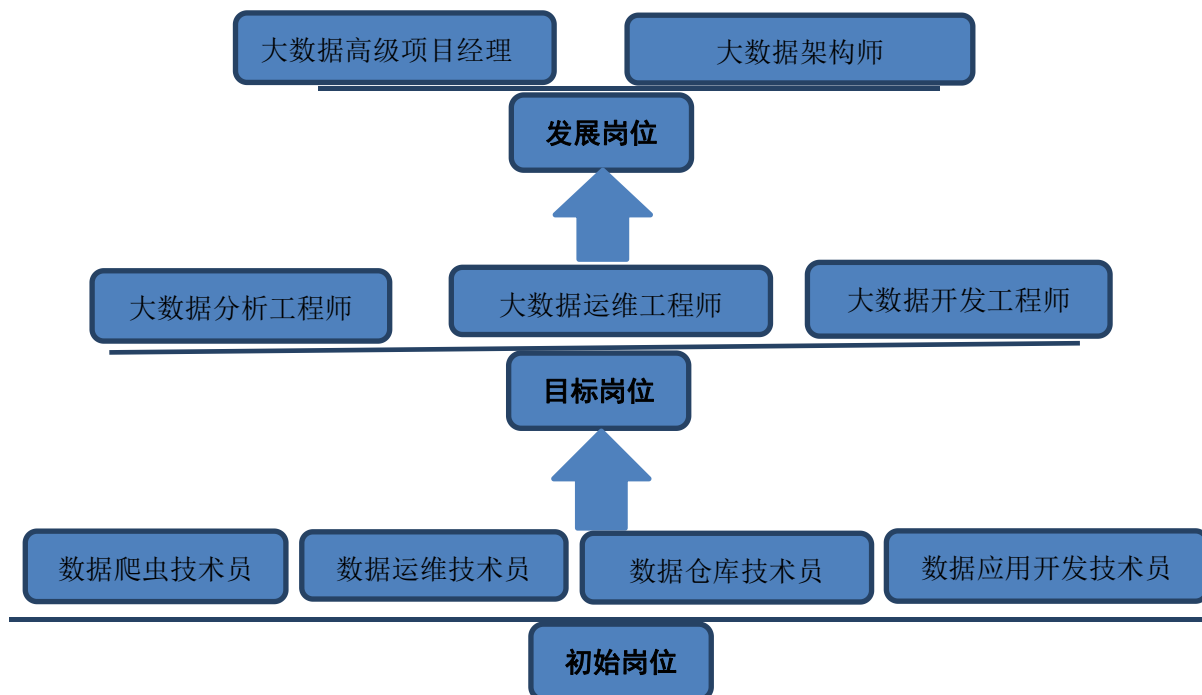 大数据高级项目经理
大数据架构师
发展岗位
大数据分析工程师
大数据运维工程师
大数据开发工程师
目标岗位
数据爬虫技术员
数据运维技术员
数据仓库技术员
数据应用开发技术员
初始岗位